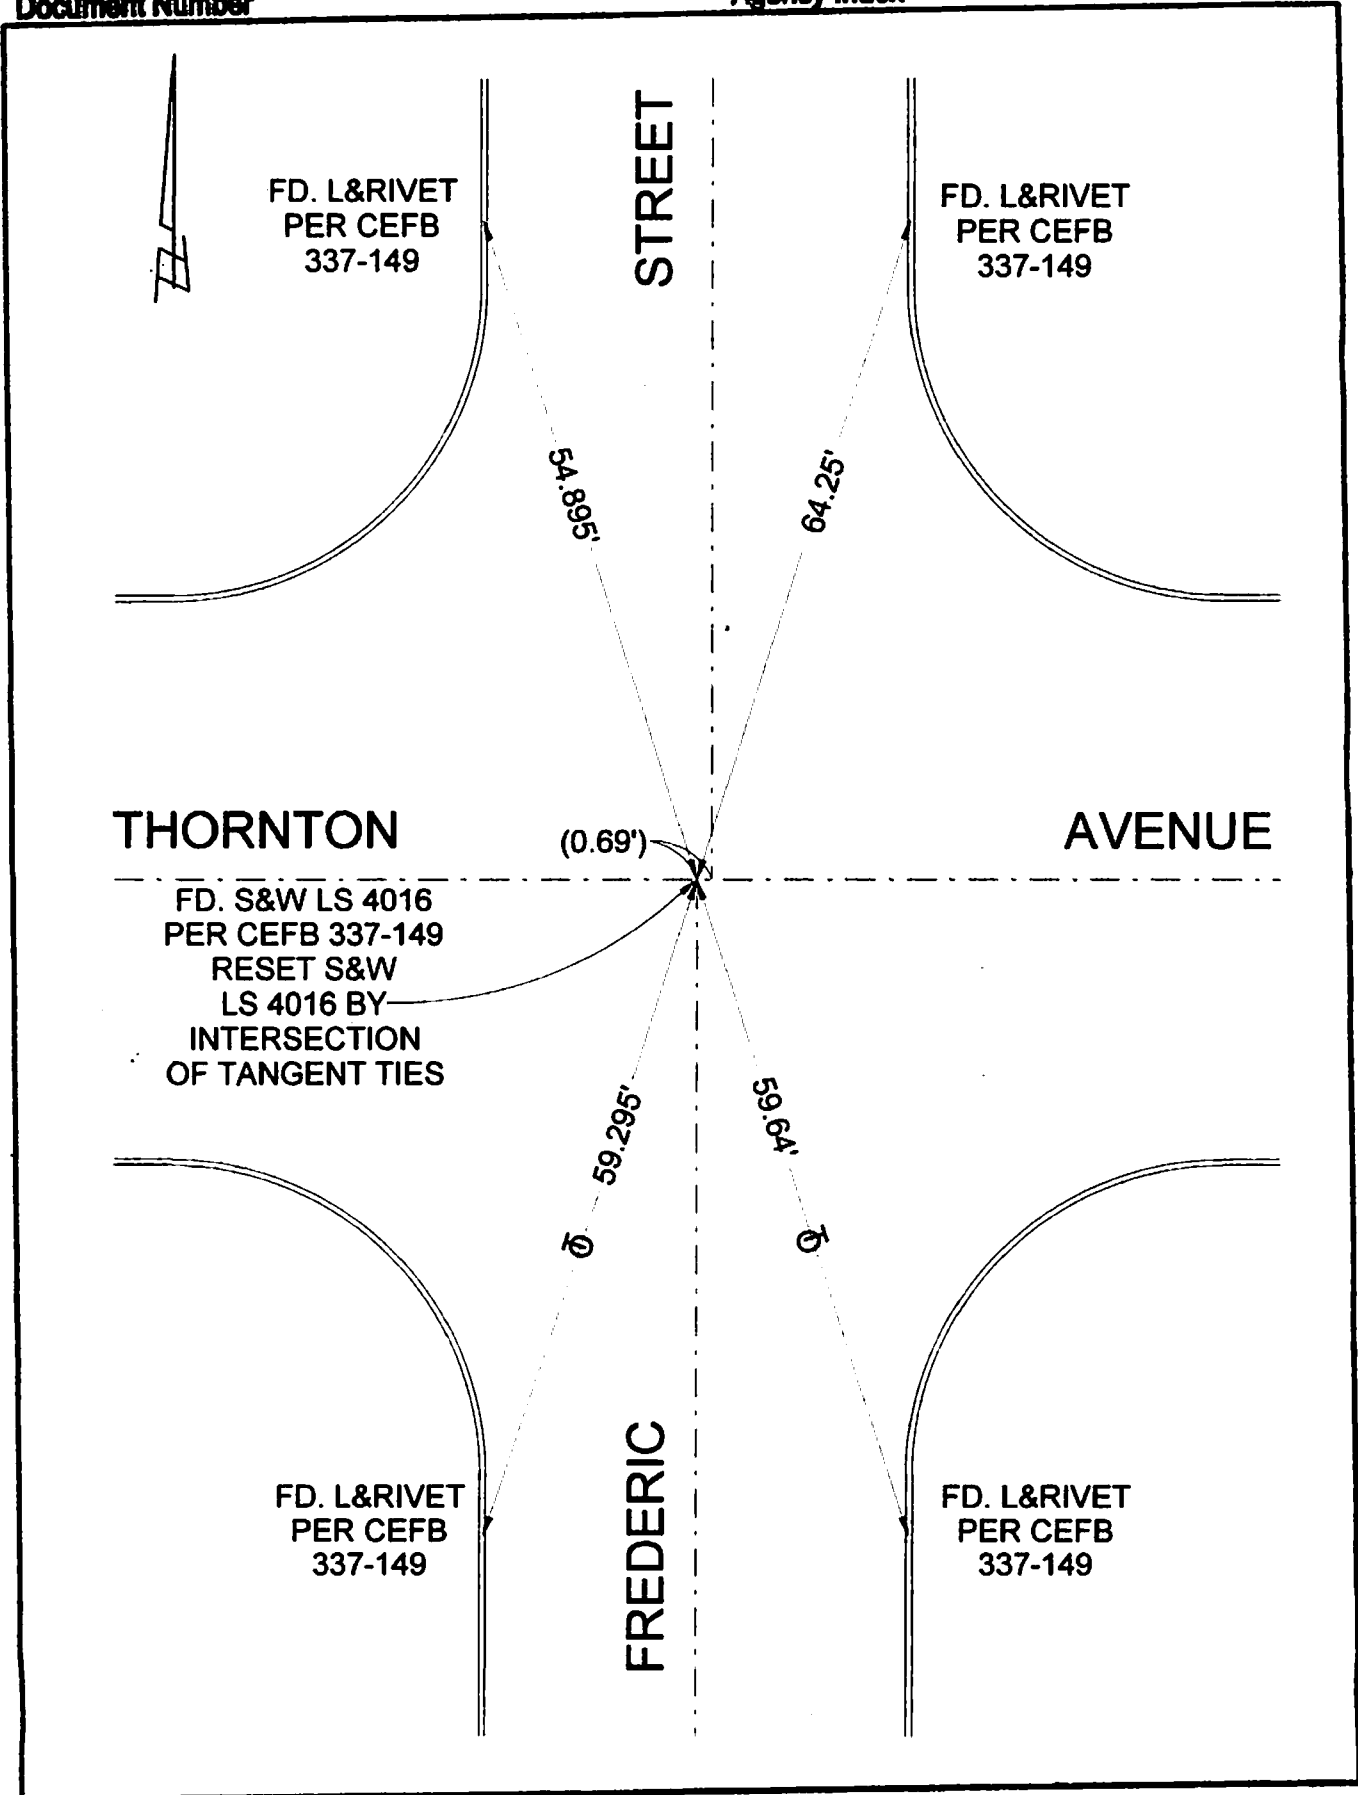 Document Number
Agency Index
FD. L&RIVET
PER CEFB
337-149
STREET
FD. L&RIVET
PER CEFB
337-149
54.895'
64.25'
THORNTON
(0.69')
AVENUE
FD. S&W LS 4016
PER CEFB 337-149
RESET S&W
LS 4016 BY
INTERSECTION
OF TANGENT TIES
59.295'
59.64'
FREDERIC
FD. L&RIVET
PER CEFB
337-149
FD. L&RIVET
PER CEFB
337-149